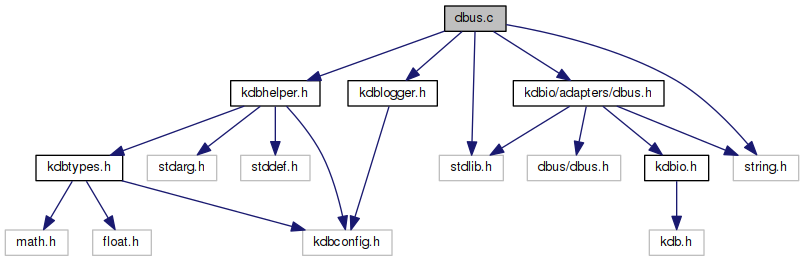 dbus.c
kdbhelper.h
kdblogger.h
kdbio/adapters/dbus.h
kdbtypes.h
stdarg.h
stddef.h
stdlib.h
dbus/dbus.h
kdbio.h
string.h
math.h
float.h
kdbconfig.h
kdb.h